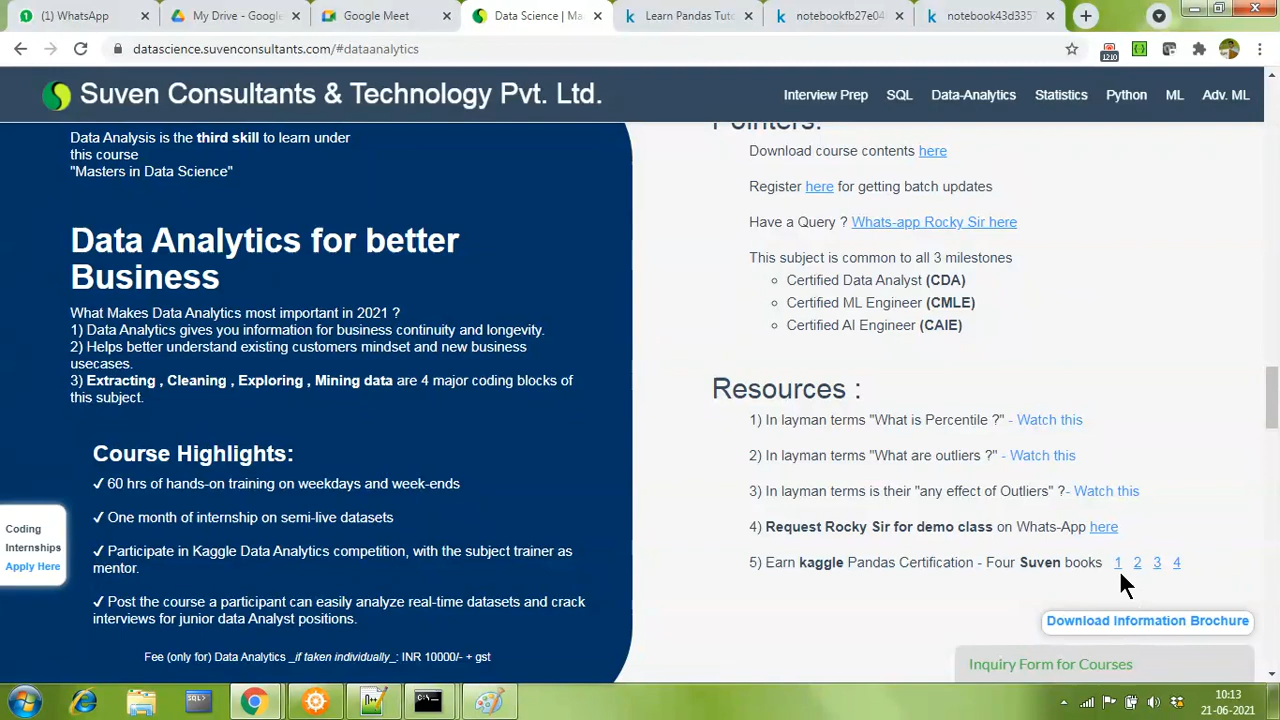 (1) WhatsApp
My Drive - Google
Google Meet
Data Science | Ma
Learn Pandas Tuto
notebookfb27e04
notebook43d335
datascience.suvenconsultants.com/#dataanalytics
1210
Suven Consultants & Technology Pvt. Ltd.
Interview Prep SQL Data-Analytics Statistics Python ML Adv. ML
Data Analysis is the third skill to learn under
this course
"Masters in Data Science"
Data Analytics for better
Business
What Makes Data Analytics most important in 2021 ?
1) Data Analytics gives you information for business continuity and longevity.
2) Helps better understand existing customers mindset and new business
usecases.
3) Extracting , Cleaning , Exploring , Mining data are 4 major coding blocks of
this subject.
Course Highlights:
✓ 60 hrs of hands-on training on weekdays and week-ends
✓ One month of internship on semi-live datasets
✓ Participate in Kaggle Data Analytics competition, with the subject trainer as
mentor.
✓ Post the course a participant can easily analyze real-time datasets and crack
interviews for junior data Analyst positions.
Fee (only for) Data Analytics _if taken individually_: INR 10000/- + gst
Coding
Internships
Apply Here
Pointers:
Download course contents here
Register here for getting batch updates
Have a Query ? Whats-app Rocky Sir here
This subject is common to all 3 milestones
Certified Data Analyst (CDA)
Certified ML Engineer (CMLE)
Certified AI Engineer (CAIE)
Resources :
1) In layman terms "What is Percentile ?" - Watch this
2) In layman terms "What are outliers ?" - Watch this
3) In layman terms is their "any effect of Outliers" ?- Watch this
4) Request Rocky Sir for demo class on Whats-App here
5) Earn kaggle Pandas Certification - Four Suven books 1 2 3 4
Download Information Brochure
Inquiry Form for Courses
10:13
21-06-2021